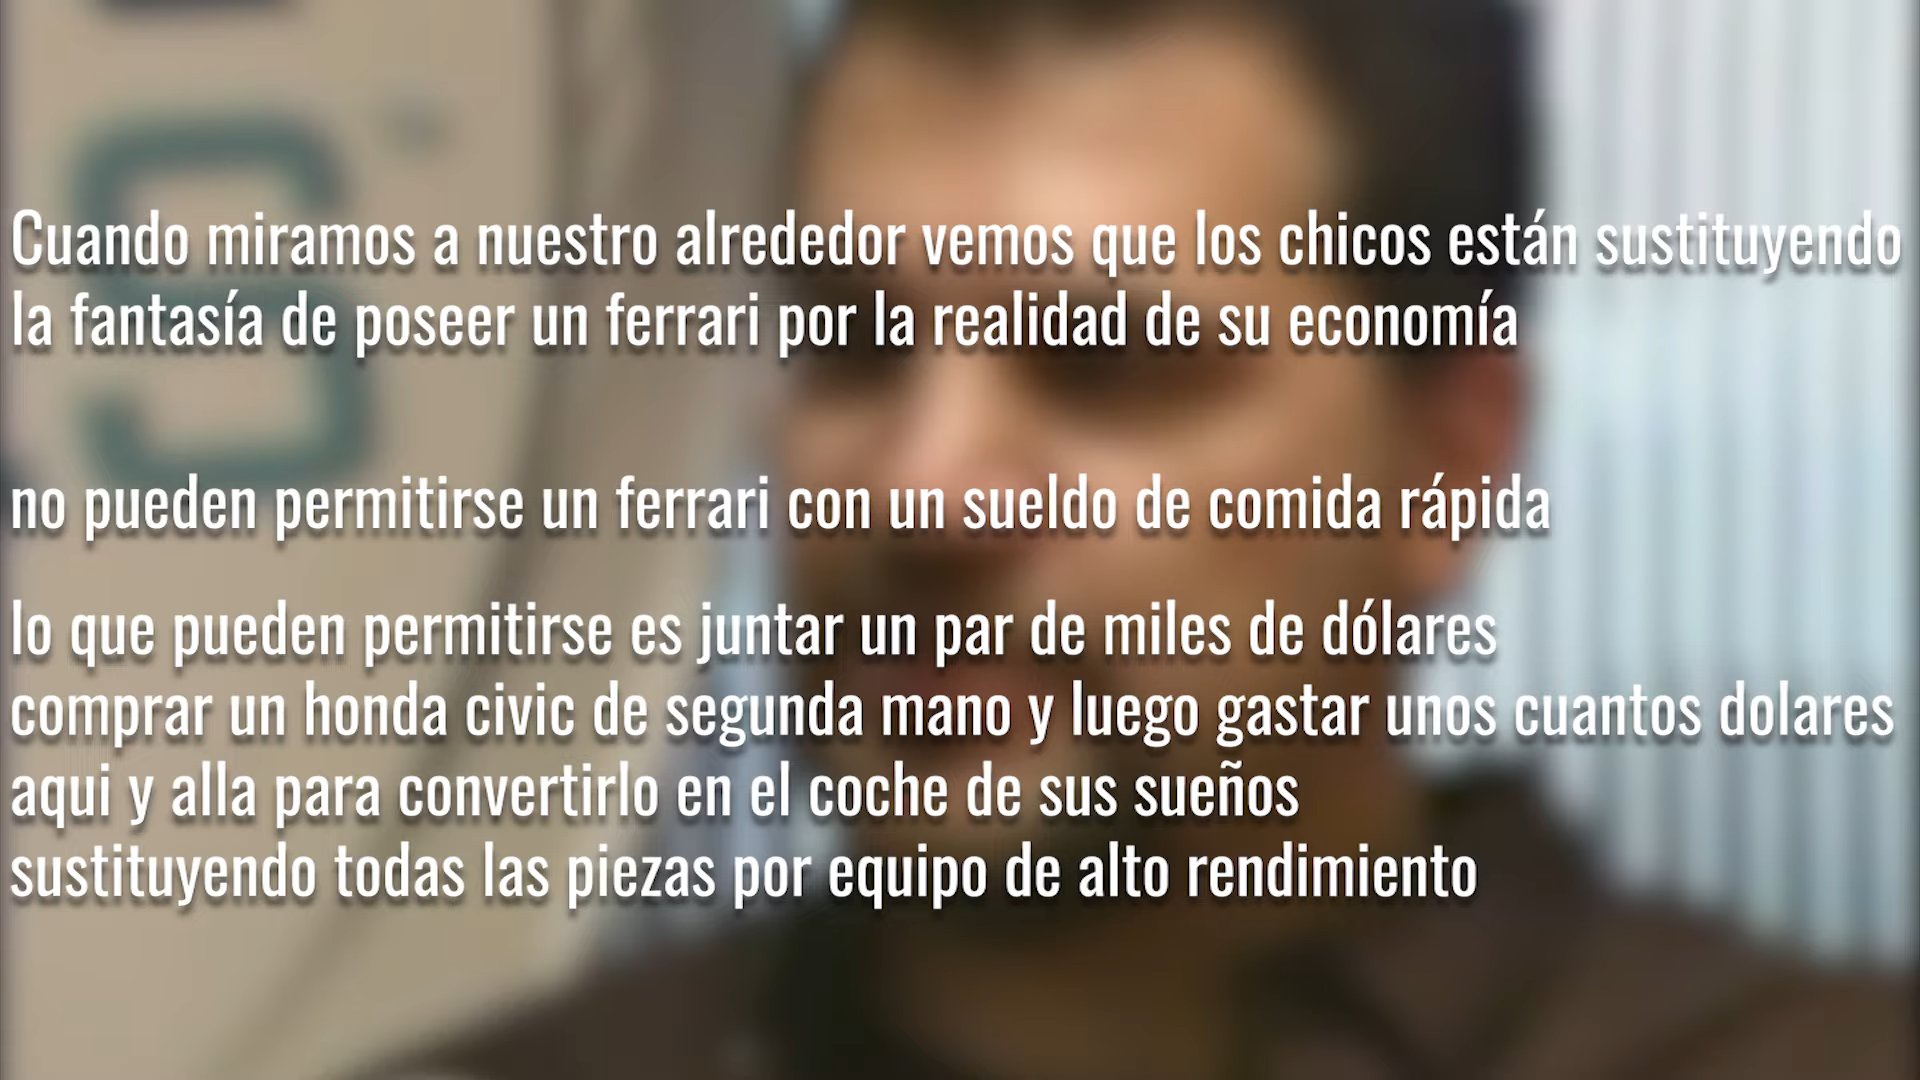 Cuando miramos a nuestro alrededor vemos que los chicos están sustituyendo
la fantasía de poseer un ferrari por la realidad de su economía
no pueden permitirse un ferrari con un sueldo de comida rápida
lo que pueden permitirse es juntar un par de miles de dólares
comprar un honda civic de segunda mano y luego gastar unos cuantos dolares
aqui y alla para convertirlo en el coche de sus sueños
sustituyendo todas las piezas por equipo de alto rendimiento